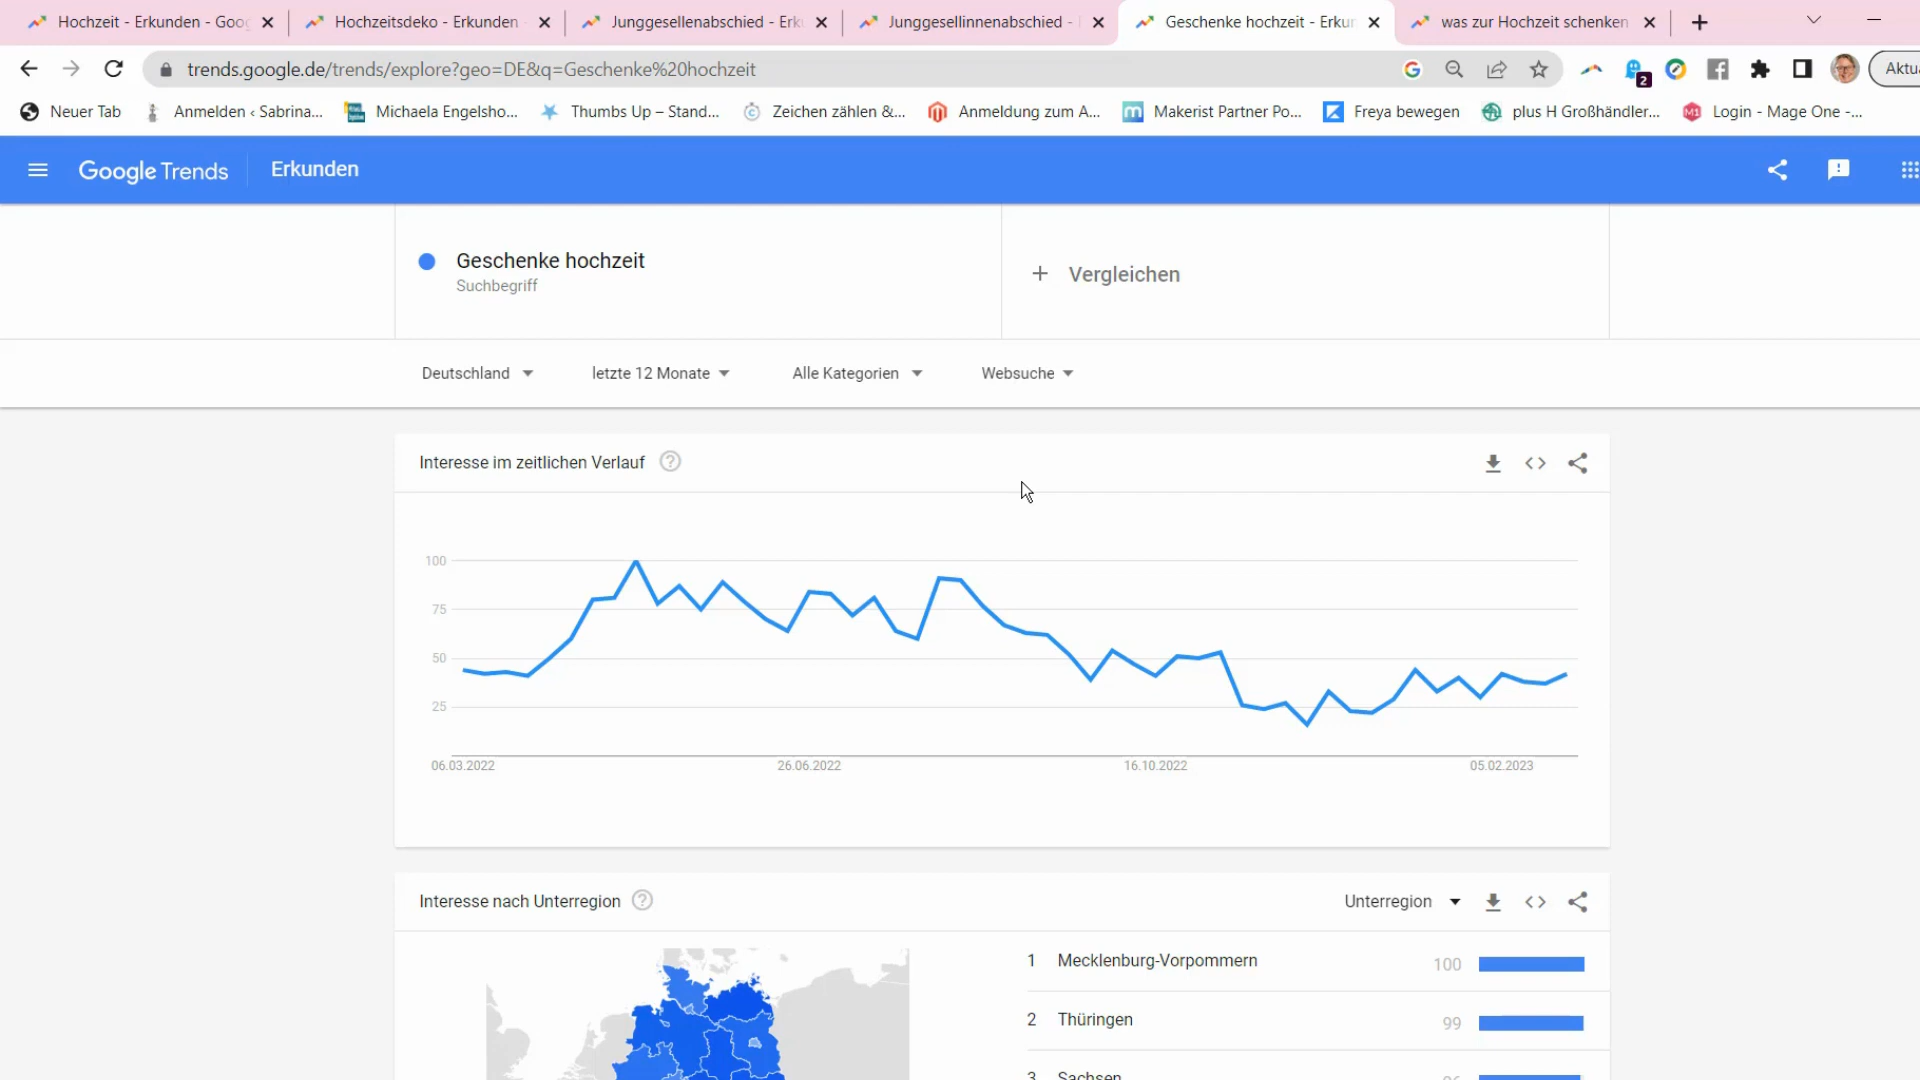 Hochzeit - Erkunden - Goog
Hochzeitsdeko - Erkunden
Junggesellenabschied - Erk
Junggesellinnenabschied -
Geschenke hochzeit - Erkun
was zur Hochzeit schenken
trends.google.de/trends/explore?geo=DE&q=Geschenke%20hochzeit
2
Aktu
Neuer Tab
Anmelden ‹ Sabrina...
Michaela Engelsho...
Thumbs Up – Stand...
Zeichen zählen &...
Anmeldung zum A...
Makerist Partner Po...
Freya bewegen
plus H Großhändler...
Login - Mage One -...
Google Trends
Erkunden
Geschenke hochzeit
Suchbegriff
+ Vergleichen
Deutschland
letzte 12 Monate
Alle Kategorien
Websuche
Interesse im zeitlichen Verlauf
100
75
50
25
06.03.2022
26.06.2022
16.10.2022
05.02.2023
Interesse nach Unterregion
Unterregion
1 Mecklenburg-Vorpommern 100
2 Thüringen 99
3 Sachsen